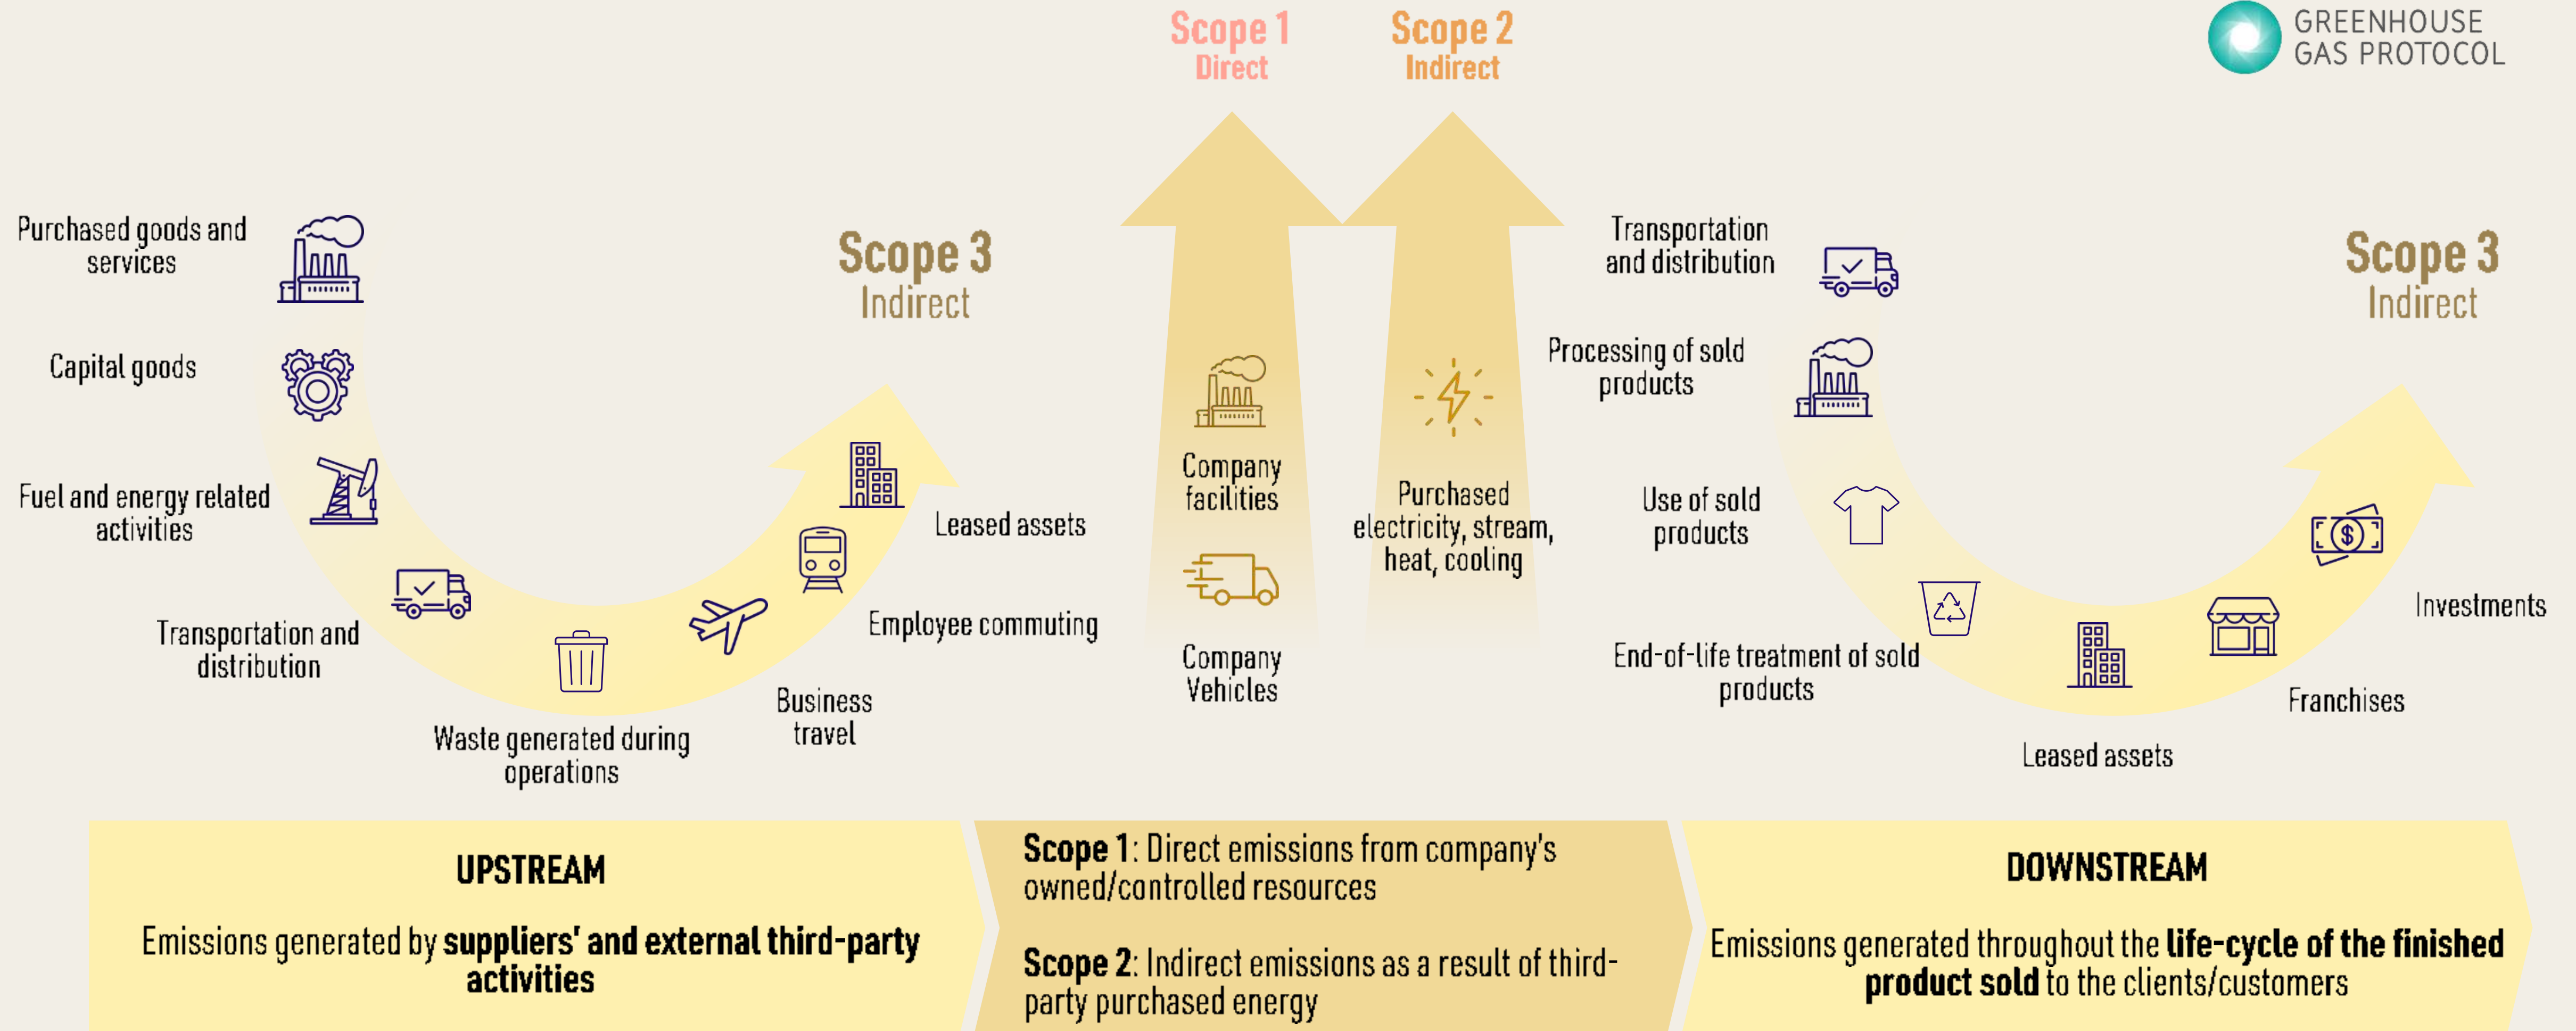 Scope 1
Direct
Scope 2
Indirect
GREENHOUSE
GAS PROTOCOL
Purchased goods and
services
Capital goods
Fuel and energy related
activities
Transportation and
distribution
Waste generated during
operations
Business
travel
Employee commuting
Leased assets
Scope 3
Indirect
Company
facilities
Company
Vehicles
Purchased
electricity, stream,
heat, cooling
Transportation
and distribution
Processing of sold
products
Use of sold
products
End-of-life treatment of sold
products
Leased assets
Franchises
Investments
Scope 3
Indirect
UPSTREAM
Emissions generated by suppliers' and external third-party
activities
Scope 1: Direct emissions from company's
owned/controlled resources
Scope 2: Indirect emissions as a result of third-
party purchased energy
DOWNSTREAM
Emissions generated throughout the life-cycle of the finished
product sold to the clients/customers